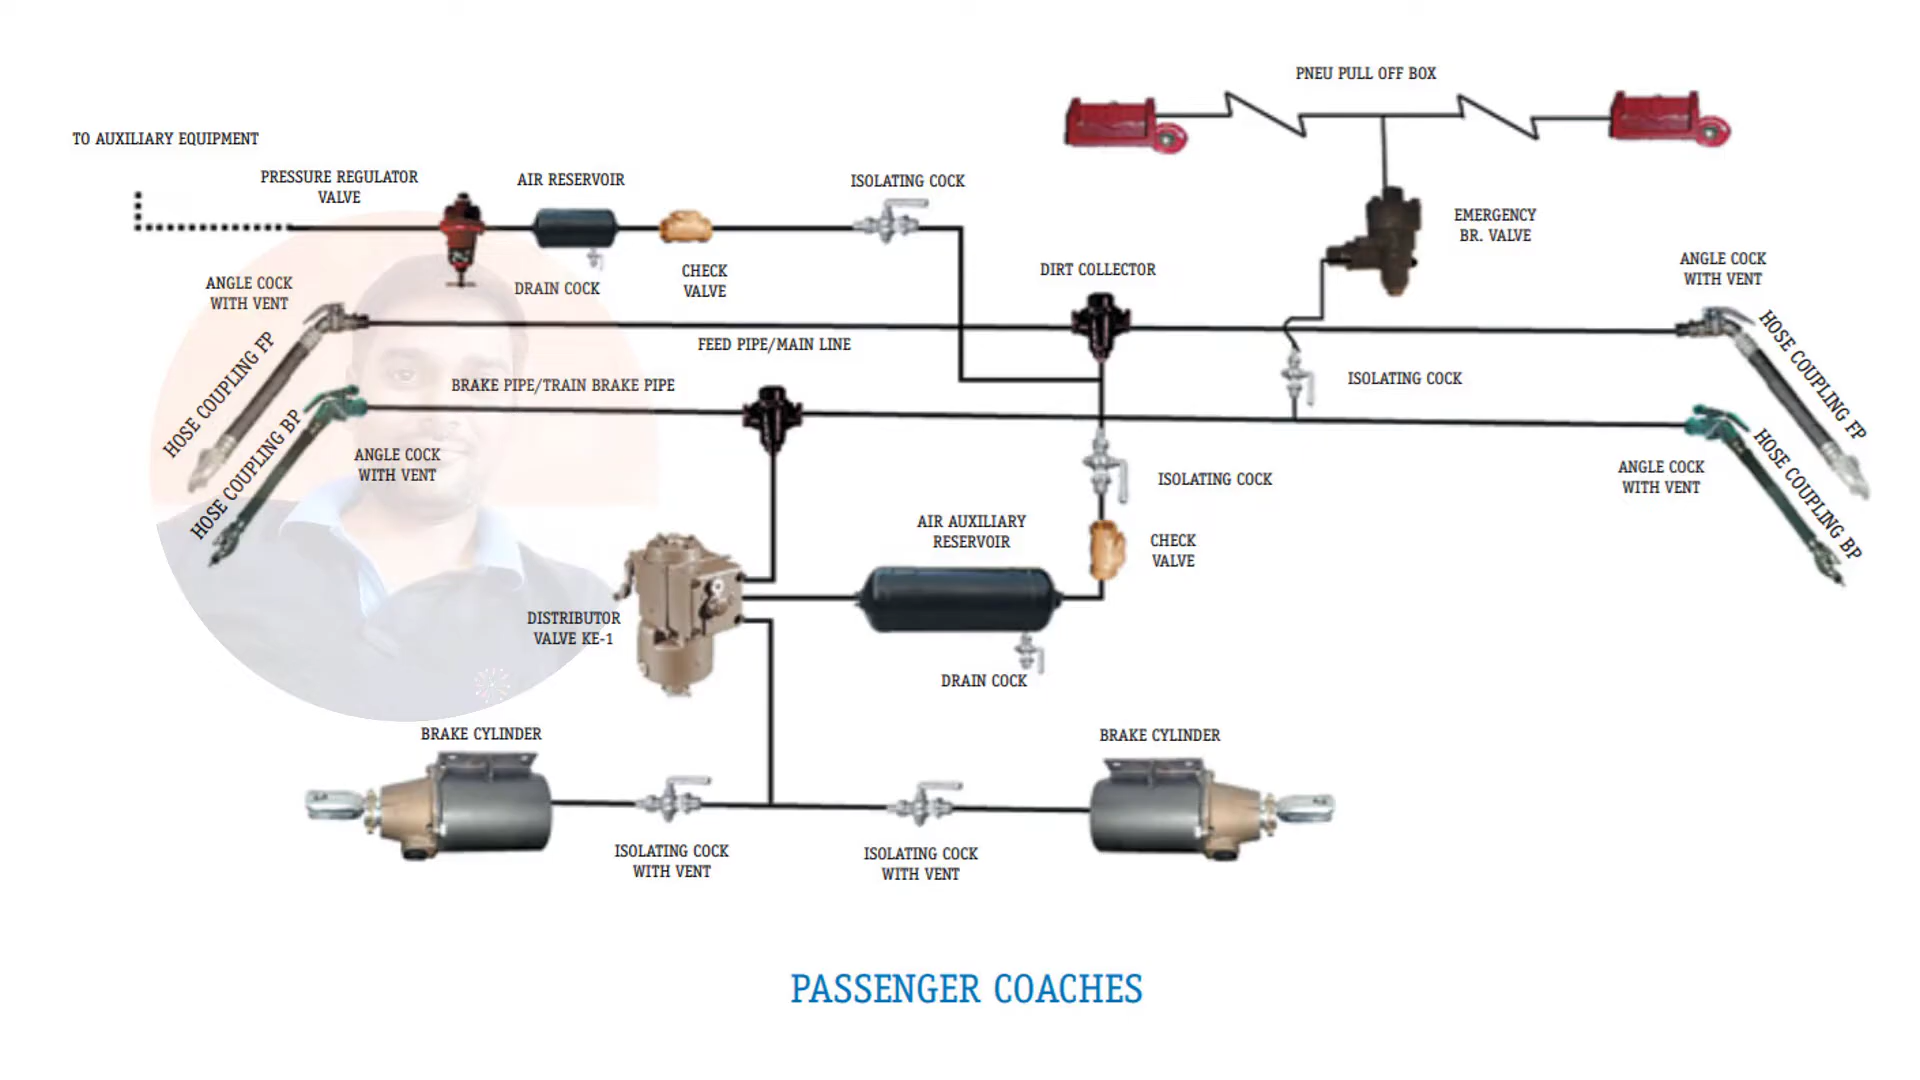 PNEU PULL OFF BOX
TO AUXILIARY EQUIPMENT
PRESSURE REGULATOR
VALVE
AIR RESERVOIR
ISOLATING COCK
EMERGENCY
BR. VALVE
ANGLE COCK
WITH VENT
DRAIN COCK
CHECK
VALVE
DIRT COLLECTOR
ANGLE COCK
WITH VENT
HOSE COUPLING FP
FEED PIPE/MAIN LINE
HOSE COUPLING FP
BRAKE PIPE/TRAIN BRAKE PIPE
ISOLATING COCK
HOSE COUPLING BP
ANGLE COCK
WITH VENT
ISOLATING COCK
ANGLE COCK
WITH VENT
HOSE COUPLING BP
AIR AUXILIARY
RESERVOIR
CHECK
VALVE
DISTRIBUTOR
VALVE KE-1
DRAIN COCK
BRAKE CYLINDER
BRAKE CYLINDER
ISOLATING COCK
WITH VENT
ISOLATING COCK
WITH VENT
PASSENGER COACHES